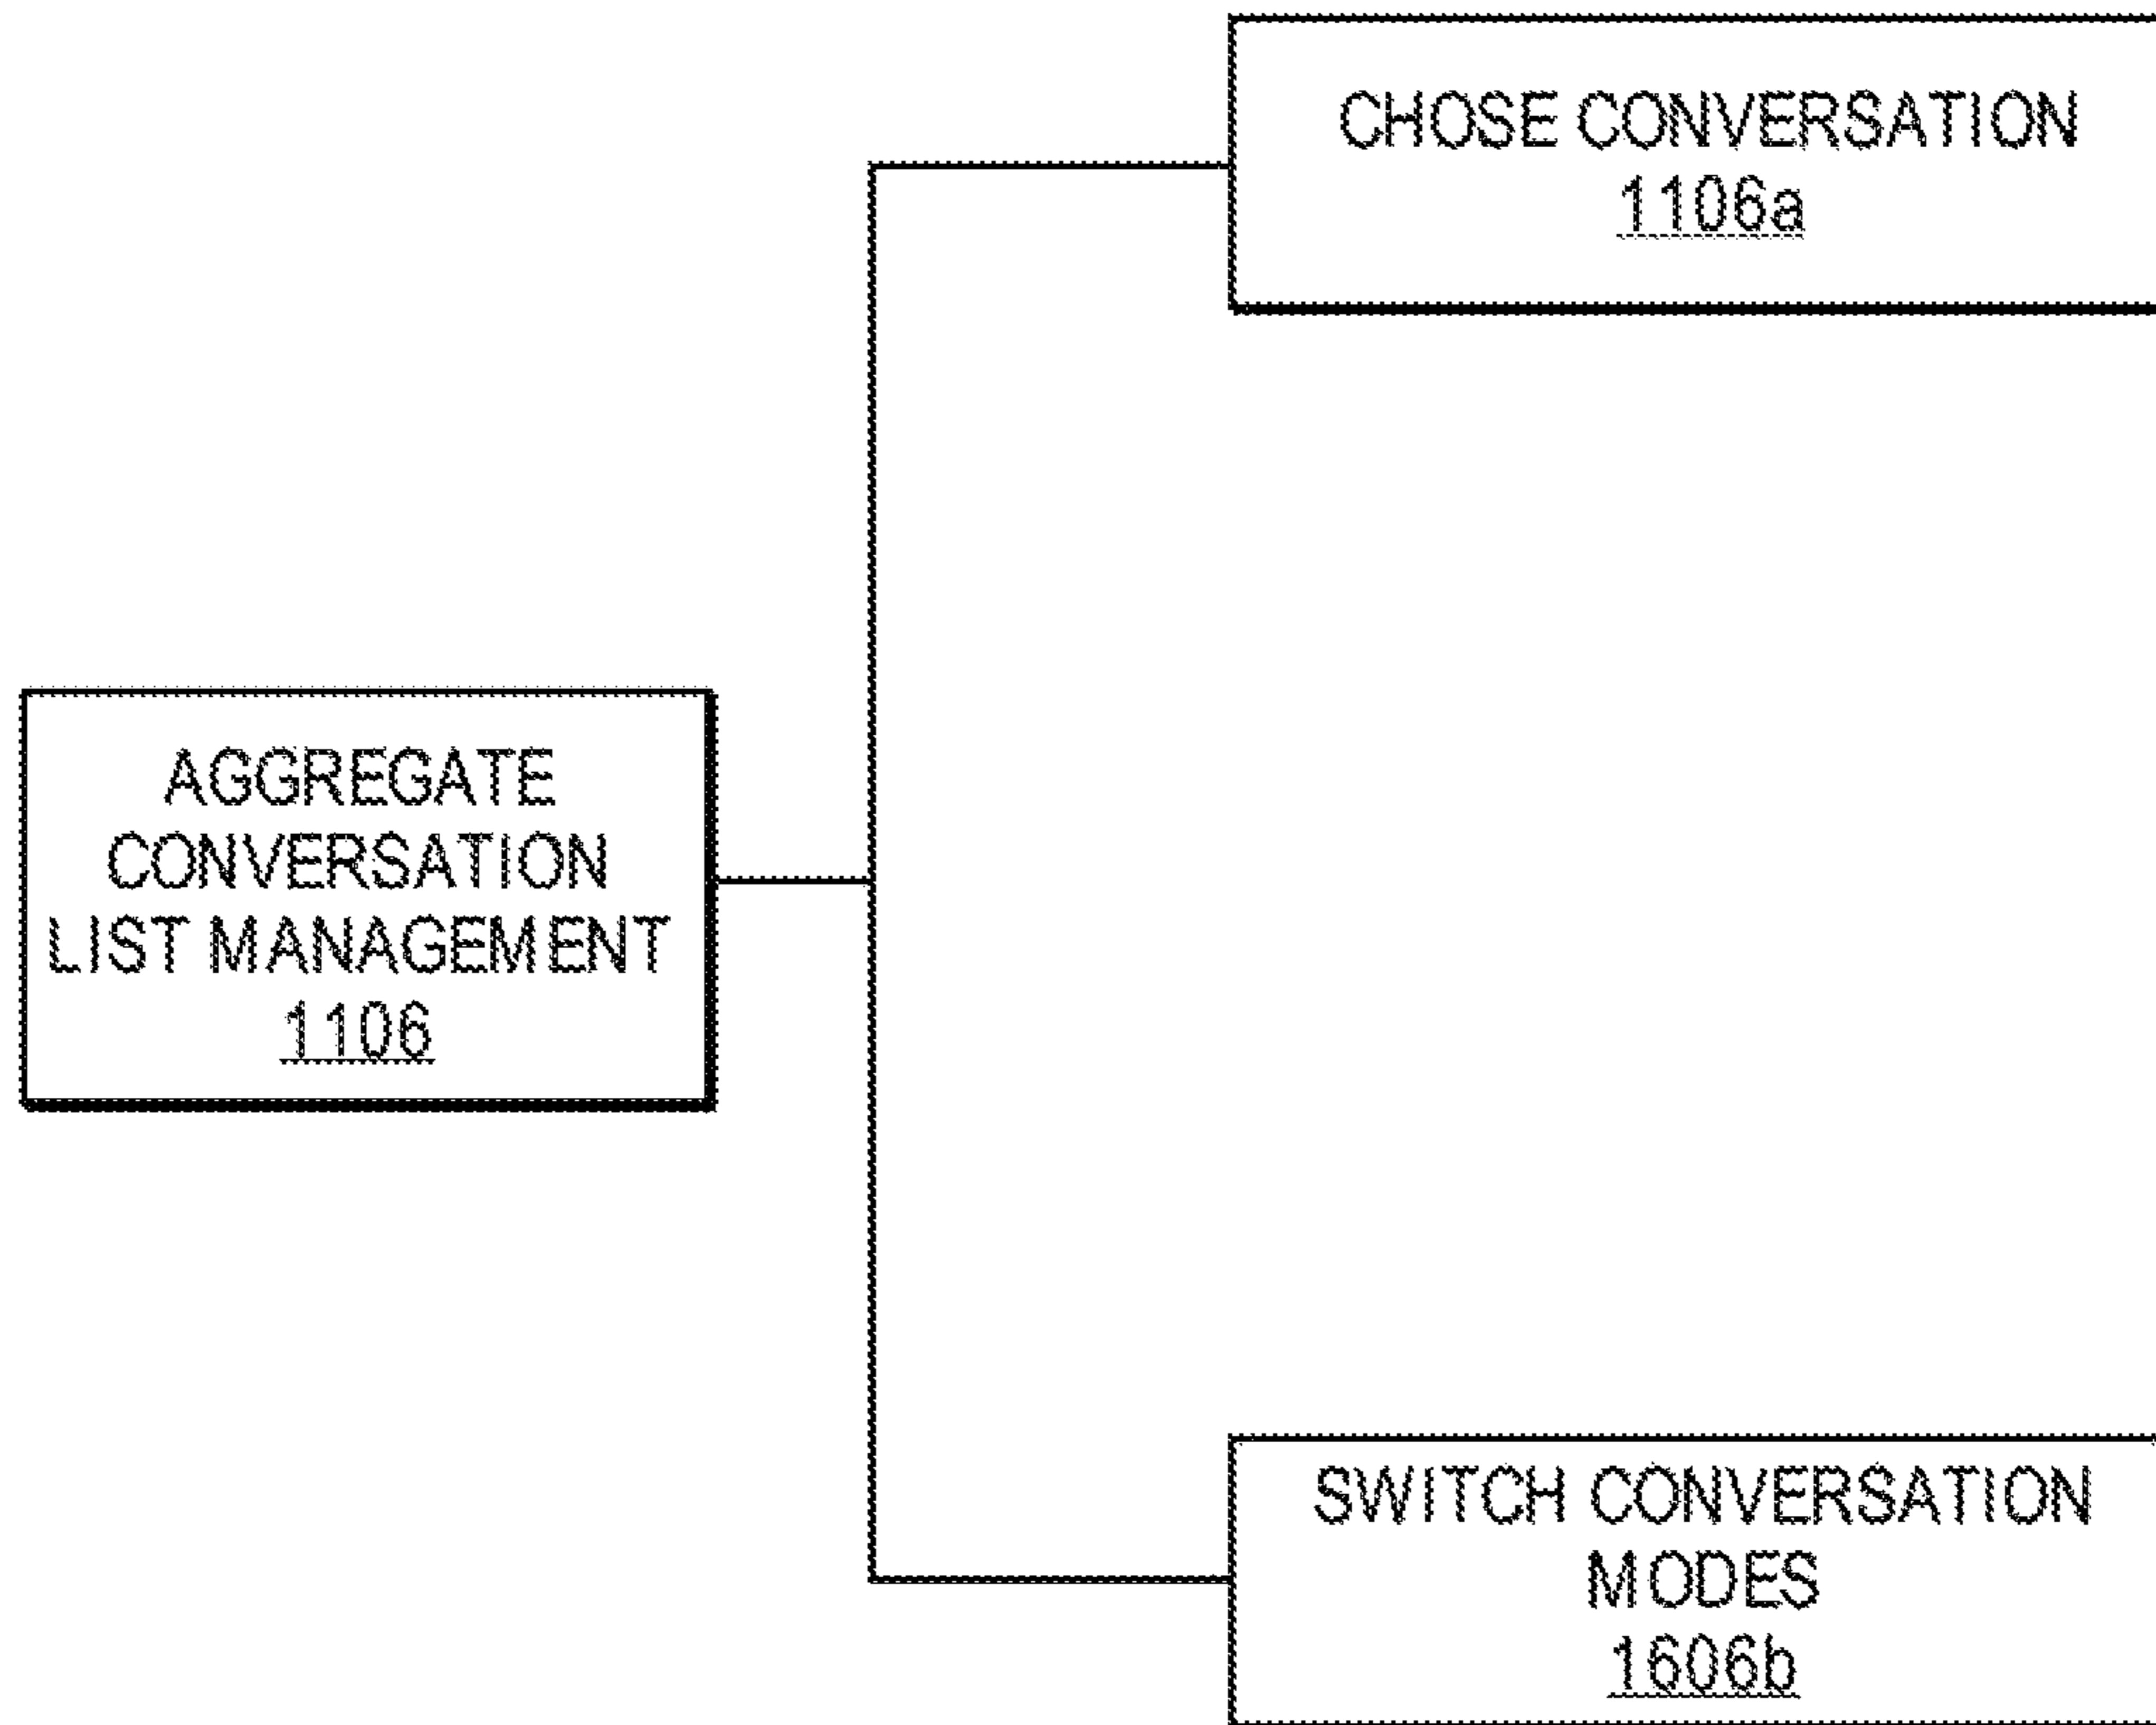 CHOSE CONVERSATION
1106a
AGGREGATE
CONVERSATION
LIST MANAGEMENT
1106
SWITCH CONVERSATION
MODES
1606b